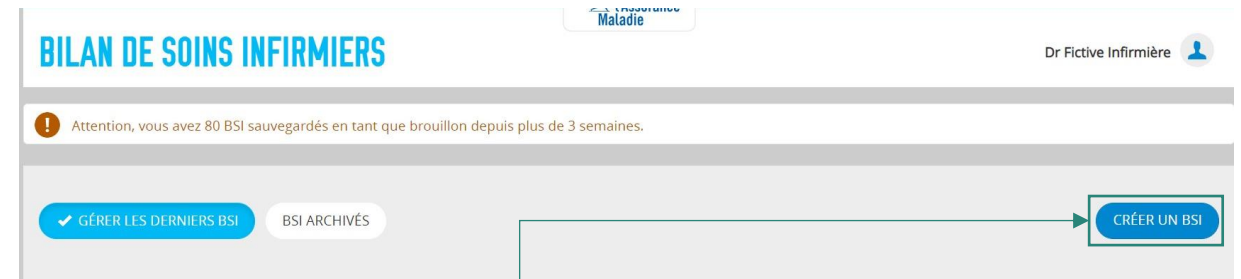 l'Assurance
Maladie
BILAN DE SOINS INFIRMIERS
Dr Fictive Infirmière
Attention, vous avez 80 BSI sauvegardés en tant que brouillon depuis plus de 3 semaines.
GÉRER LES DERNIERS BSI
BSI ARCHIVÉS
CRÉER UN BSI